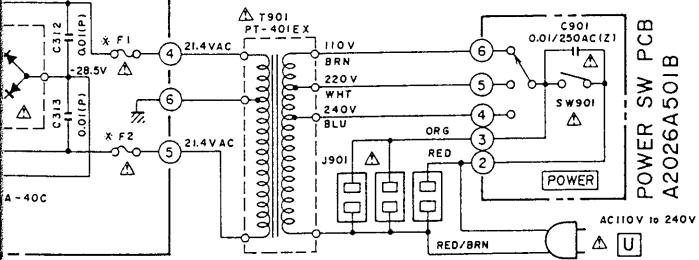 C312
0.01(P)
※ F1
4
21.4VAC
-28.5V
6
C313
0.01(P)
※ F2
5
21.4VAC
A-40C
T901
PT-401EX
110V
BRN
220V
WHT
240V
BLU
ORG
RED
J901
RED/BRN
6
5
4
3
2
C901
0.01/250AC(Z)
SW901
POWER
POWER SW PCB
A2026A501B
AC110V to 240V
U